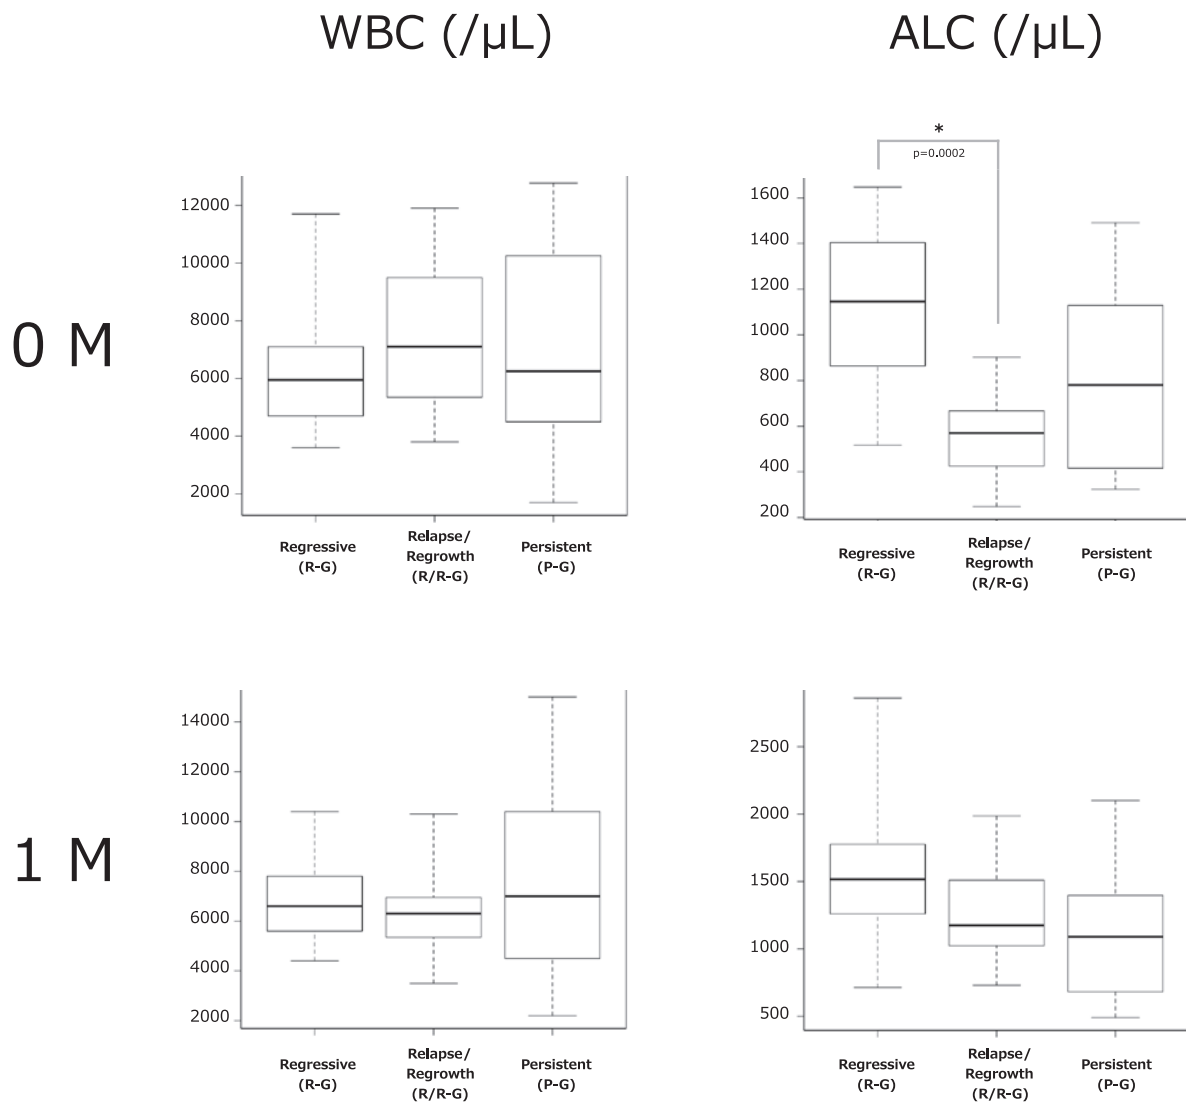 WBC (/μL)
ALC (/μL)
0 M
12000
10000
8000
6000
4000
2000
Regressive
(R-G)
Relapse/
Regrowth
(R/R-G)
Persistent
(P-G)
*
p=0.0002
1600
1400
1200
1000
800
600
400
200
Regressive
(R-G)
Relapse/
Regrowth
(R/R-G)
Persistent
(P-G)
1 M
14000
12000
10000
8000
6000
4000
2000
Regressive
(R-G)
Relapse/
Regrowth
(R/R-G)
Persistent
(P-G)
2500
2000
1500
1000
500
Regressive
(R-G)
Relapse/
Regrowth
(R/R-G)
Persistent
(P-G)